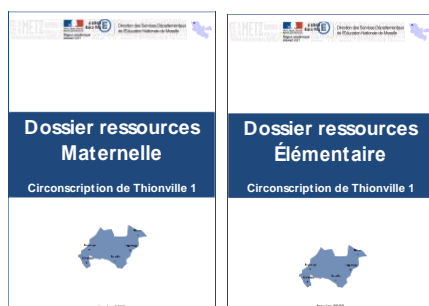 Direction des Services Départementaux
de l'Éducation Nationale de Moselle
Dossier ressources
Maternelle
Circonscription de Thionville 1
Direction des Services Départementaux
de l'Éducation Nationale de Moselle
Dossier ressources
Élémentaire
Circonscription de Thionville 1